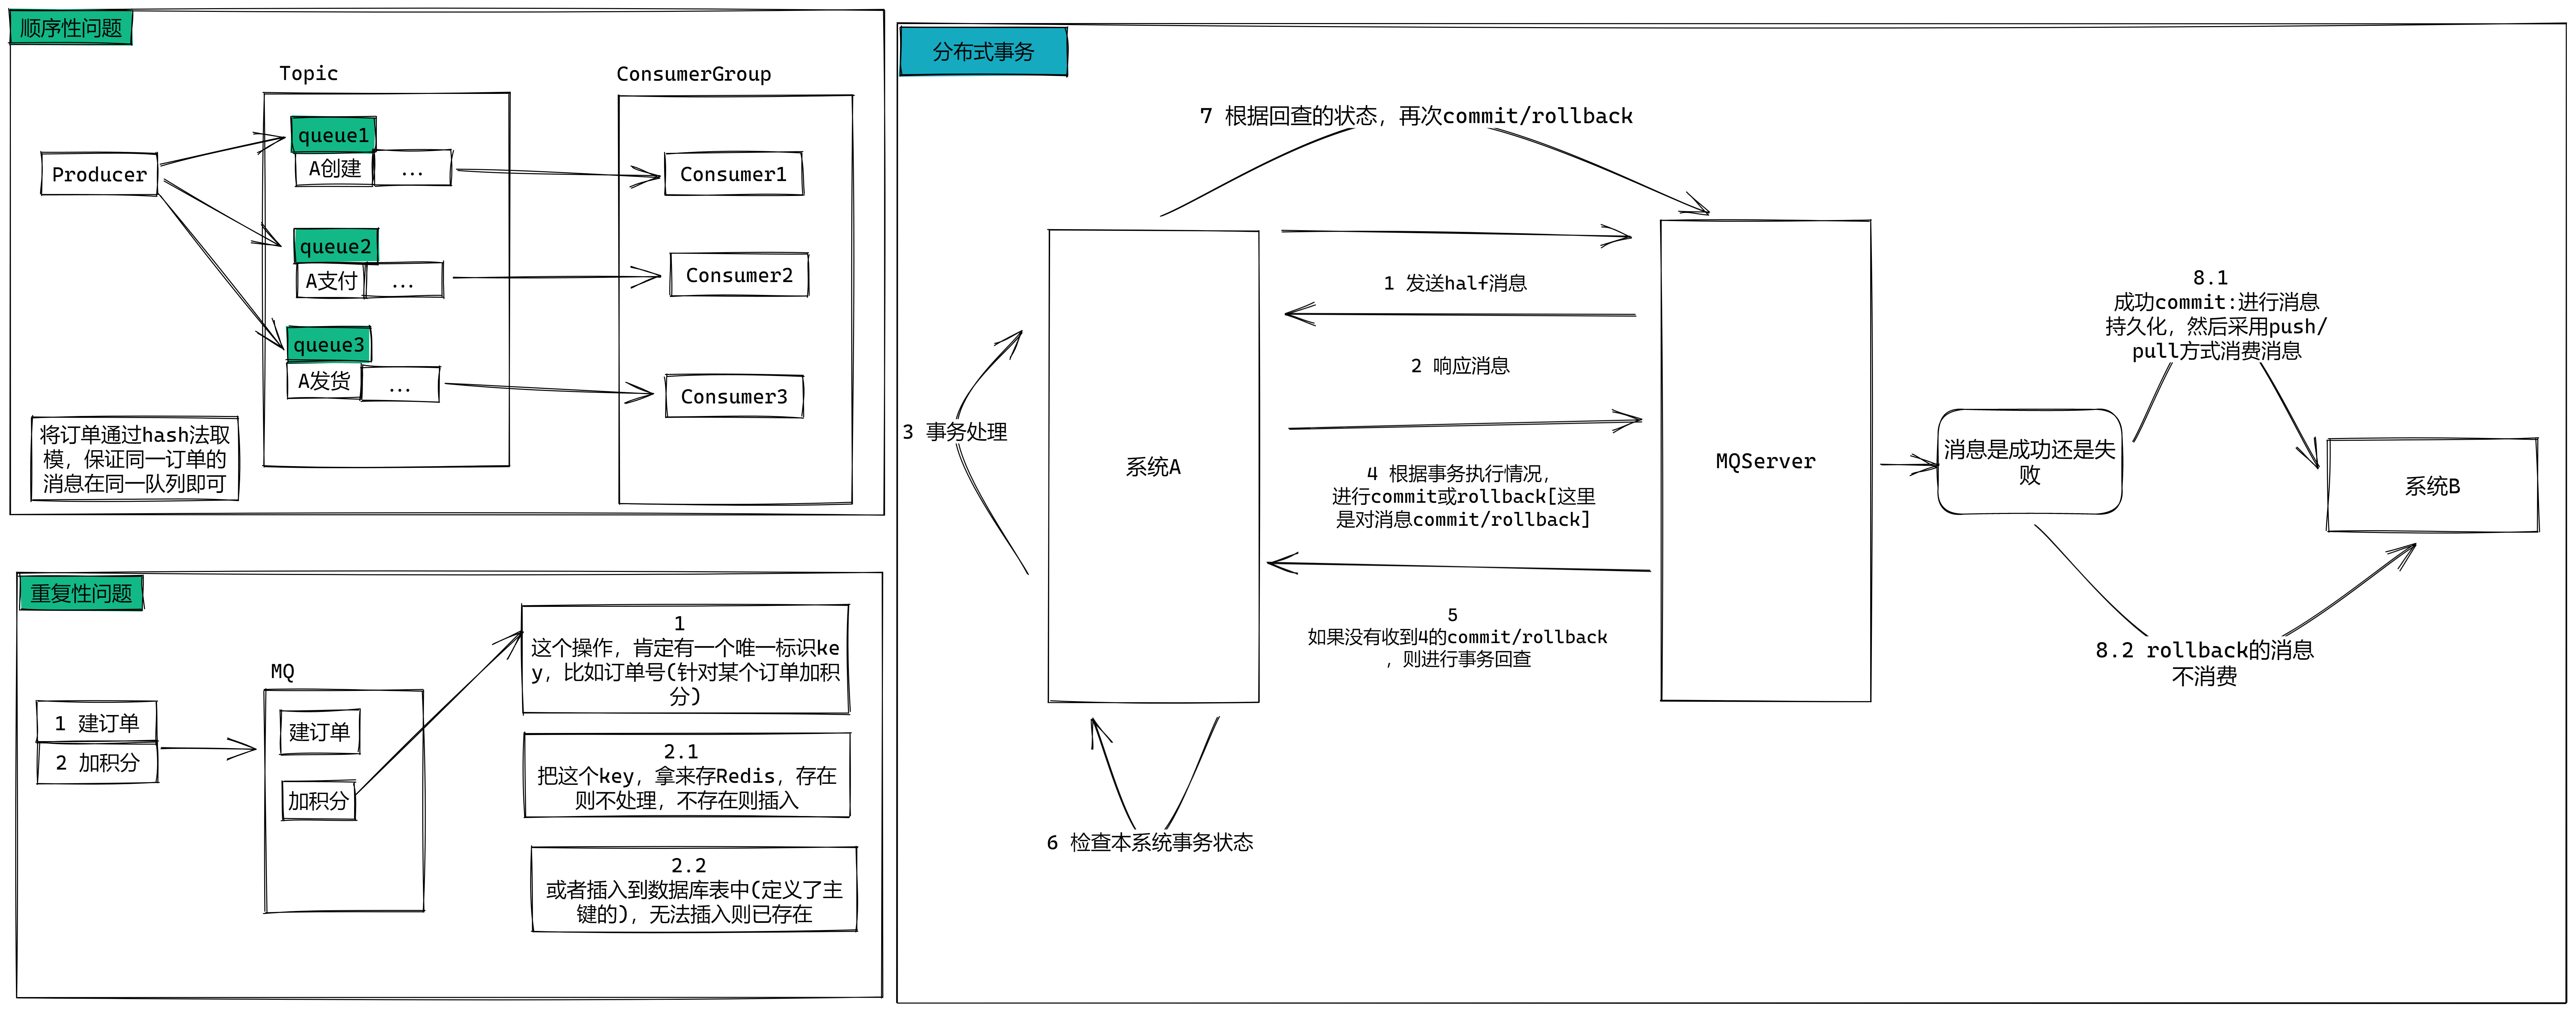 顺序性问题
Topic
ConsumerGroup
Producer
queue1
A创建
...
queue2
A支付
...
queue3
A发货
...
Consumer1
Consumer2
Consumer3
将订单通过hash法取
模，保证同一订单的
消息在同一队列即可
重复性问题
1 建订单
2 加积分
MQ
建订单
加积分
1
这个操作，肯定有一个唯一标识ke
y，比如订单号(针对某个订单加积
分)
2.1
把这个key，拿来存Redis，存在
则不处理，不存在则插入
2.2
或者插入到数据库表中(定义了主
键的)，无法插入则已存在
分布式事务
7 根据回查的状态，再次commit/rollback
1 发送half消息
2 响应消息
3 事务处理
系统A
4 根据事务执行情况，
进行commit或rollback[这里
是对消息commit/rollback]
5
如果没有收到4的commit/rollback
，则进行事务回查
6 检查本系统事务状态
MQServer
消息是成功还是失
败
8.1
成功commit:进行消息
持久化，然后采用push/
pull方式消费消息
系统B
8.2 rollback的消息
不消费